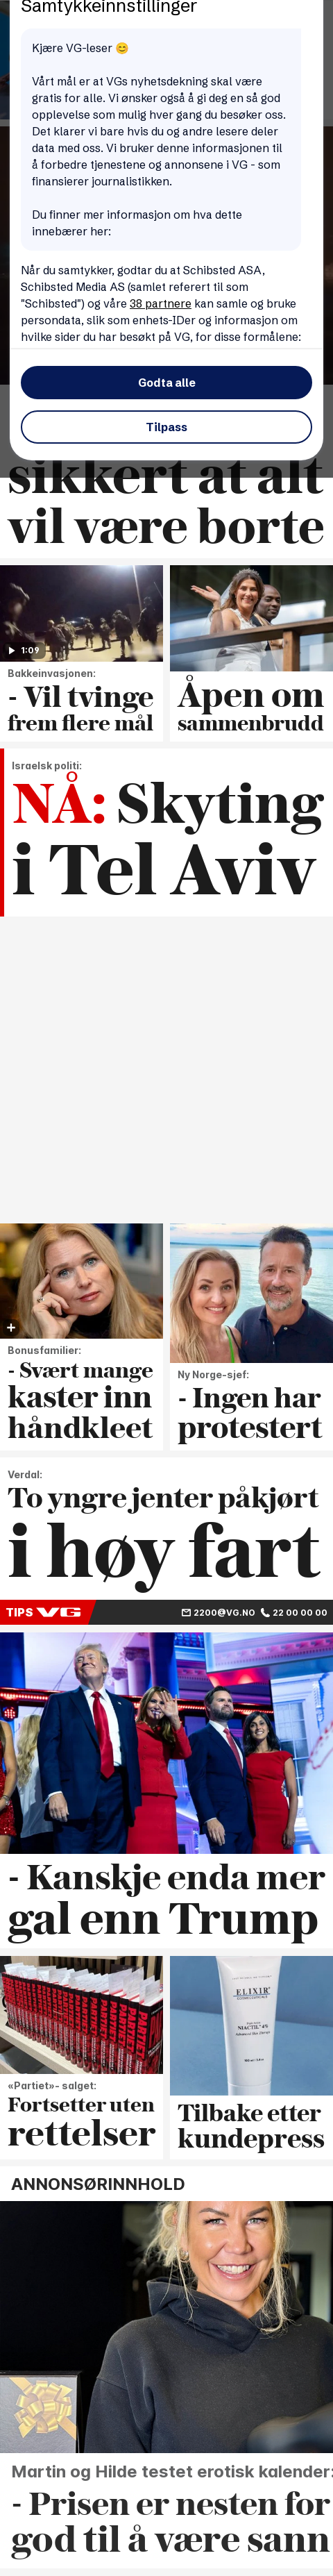 Samtykkeinnstillinger
Kjære VG-leser 😊
Vårt mål er at VGs nyhetsdekning skal være
gratis for alle. Vi ønsker også å gi deg en så god
opplevelse som mulig hver gang du besøker oss.
Det klarer vi bare hvis du og andre lesere deler
data med oss. Vi bruker denne informasjonen til
å forbedre tjenestene og annonsene i VG - som
finansierer journalistikken.
Du finner mer informasjon om hva dette
innebærer her:
Når du samtykker, godtar du at Schibsted ASA,
Schibsted Media AS (samlet referert til som
"Schibsted") og våre 38 partnere kan samle og bruke
persondata, slik som enhets-IDer og informasjon om
hvilke sider du har besøkt på VG, for disse formålene:
Godta alle
Tilpass
sikkert at alt
vil være borte
1:09
Bakkeinvasjonen:
- Vil tvinge
frem flere mål
Åpen om
sammenbrudd
Israelsk politi:
NÅ: Skyting
i Tel Aviv
Bonusfamilier:
- Svært mange
kaster inn
håndkleet
Ny Norge-sjef:
- Ingen har
protestert
Verdal:
To yngre jenter påkjørt
i høy fart
TIPS VG
2200@VG.NO 22 00 00 00
- Kanskje enda mer
gal enn Trump
«Partiet»- salget:
Fortsetter uten
rettelser
ELIXIR
NIACTIL™ 4%
Tilbake etter
kundepress
ANNONSØRINNHOLD
Martin og Hilde testet erotisk kalender:
- Prisen er nesten for
god til å være sann